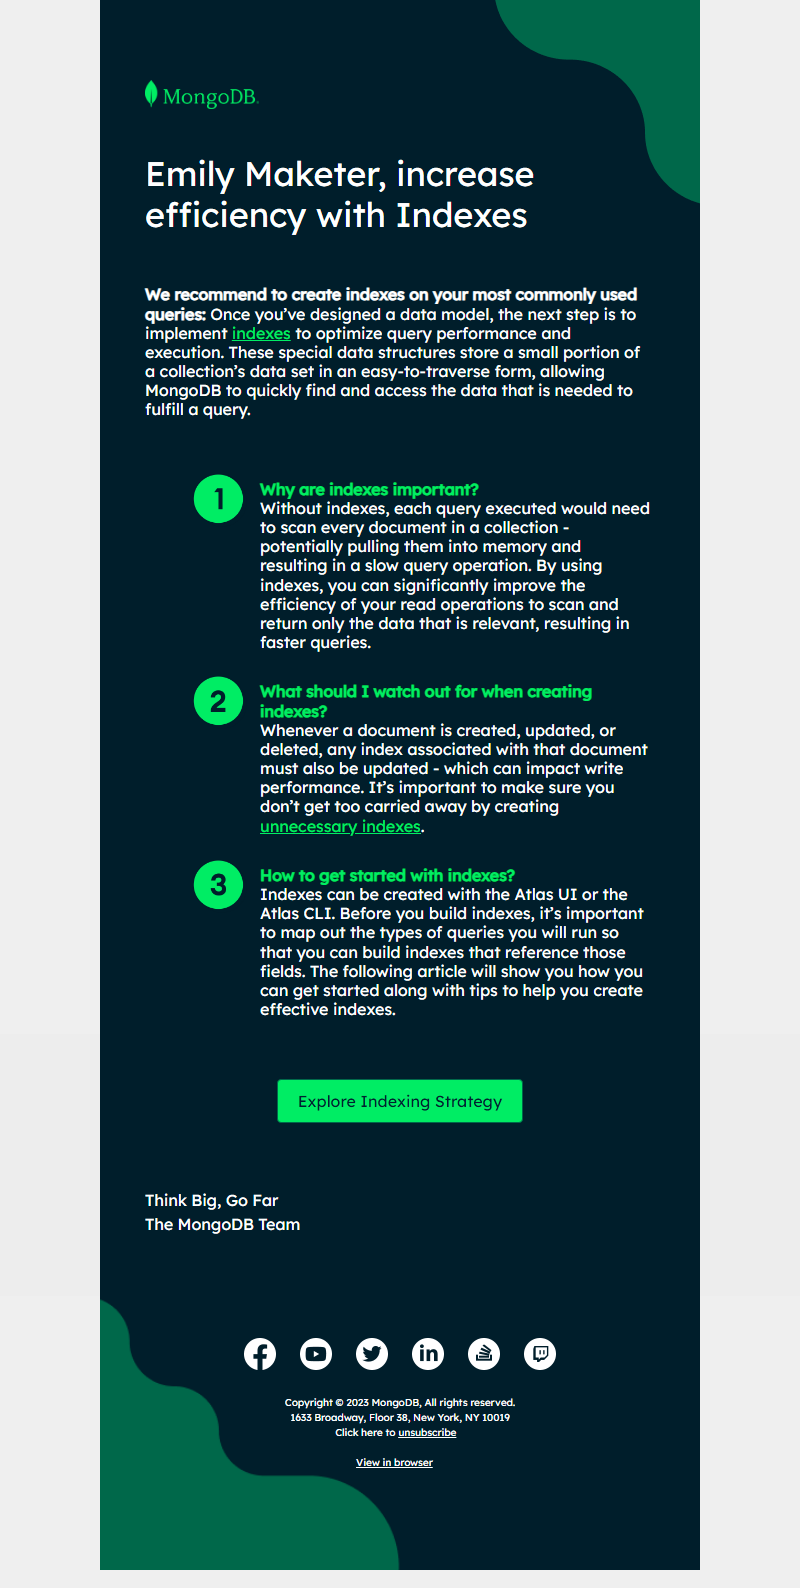 MongoDB.
Emily Maketer, increase
efficiency with Indexes
We recommend to create indexes on your most commonly used
queries: Once you’ve designed a data model, the next step is to
implement indexes to optimize query performance and
execution. These special data structures store a small portion of
a collection’s data set in an easy-to-traverse form, allowing
MongoDB to quickly find and access the data that is needed to
fulfill a query.
1
Why are indexes important?
Without indexes, each query executed would need
to scan every document in a collection -
potentially pulling them into memory and
resulting in a slow query operation. By using
indexes, you can significantly improve the
efficiency of your read operations to scan and
return only the data that is relevant, resulting in
faster queries.
2
What should I watch out for when creating
indexes?
Whenever a document is created, updated, or
deleted, any index associated with that document
must also be updated - which can impact write
performance. It’s important to make sure you
don’t get too carried away by creating
unnecessary indexes.
3
How to get started with indexes?
Indexes can be created with the Atlas UI or the
Atlas CLI. Before you build indexes, it’s important
to map out the types of queries you will run so
that you can build indexes that reference those
fields. The following article will show you how you
can get started along with tips to help you create
effective indexes.
Explore Indexing Strategy
Think Big, Go Far
The MongoDB Team
Copyright © 2023 MongoDB, All rights reserved.
1633 Broadway, Floor 38, New York, NY 10019
Click here to unsubscribe
View in browser